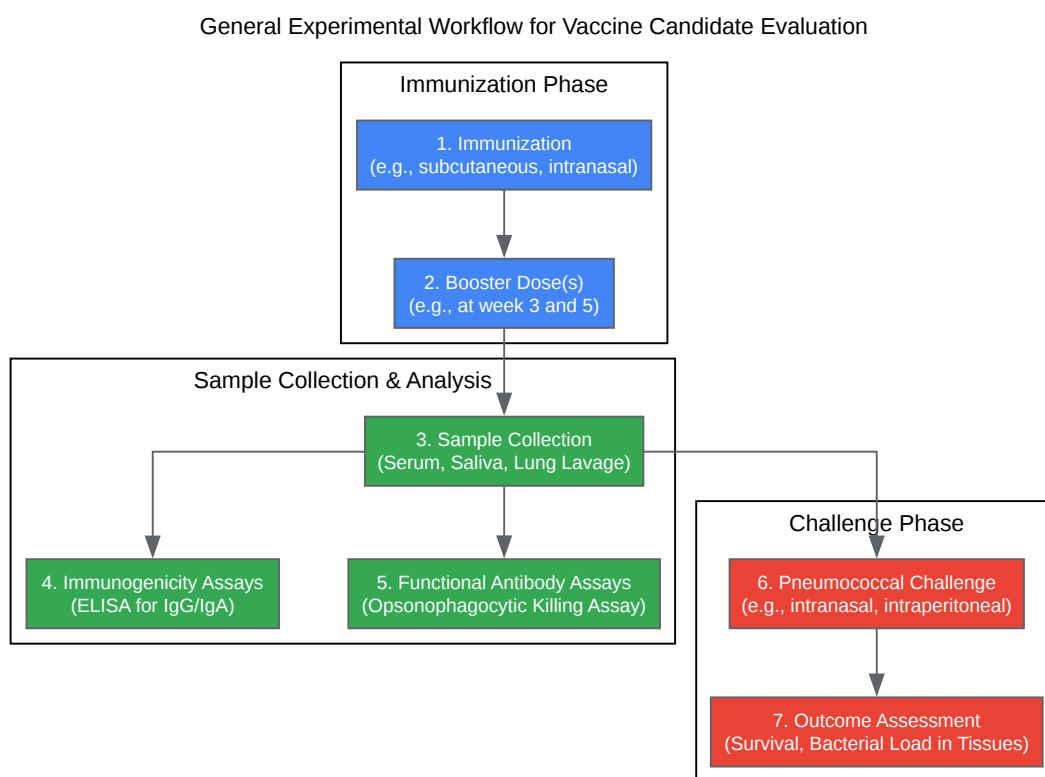 General Experimental Workflow for Vaccine Candidate Evaluation
Immunization Phase
1. Immunization
(e.g., subcutaneous, intranasal)
2. Booster Dose(s)
(e.g., at week 3 and 5)
Sample Collection & Analysis
3. Sample Collection
(Serum, Saliva, Lung Lavage)
4. Immunogenicity Assays
(ELISA for IgG/IgA)
5. Functional Antibody Assays
(Opsonophagocytic Killing Assay)
Challenge Phase
6. Pneumococcal Challenge
(e.g., intranasal, intraperitoneal)
7. Outcome Assessment
(Survival, Bacterial Load in Tissues)